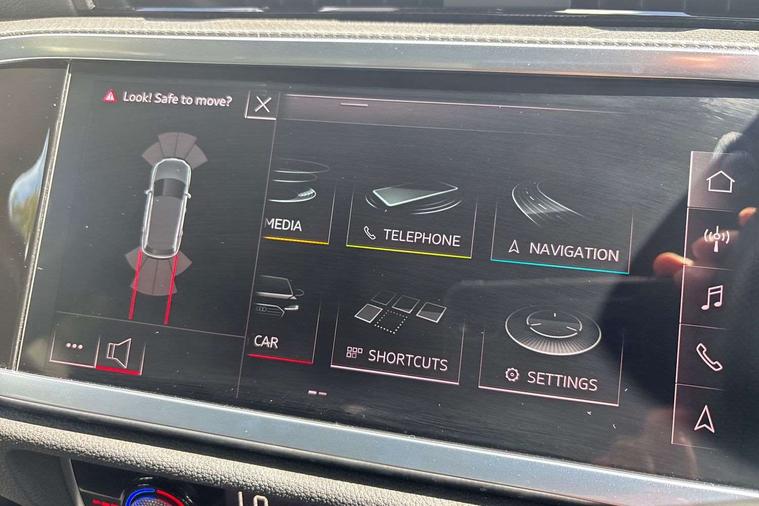 Look! Safe to move?
MEDIA
TELEPHONE
NAVIGATION
CAR
SHORTCUTS
SETTINGS